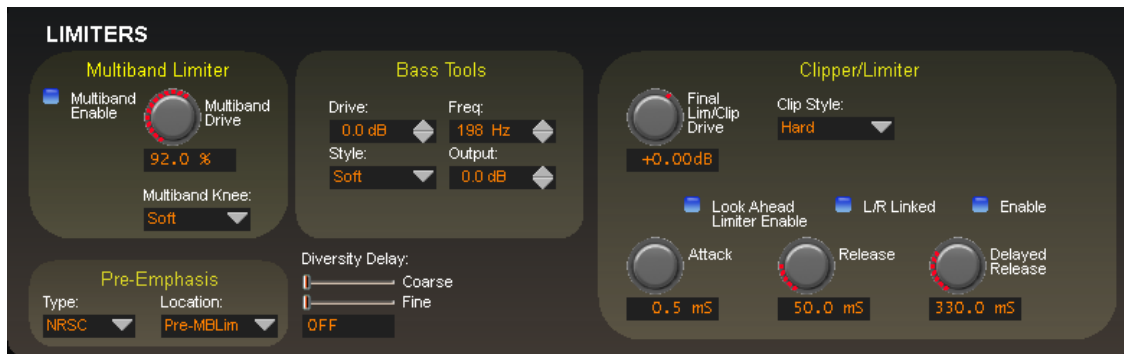 LIMITERS
Multiband Limiter
Multiband
Enable
Multiband
Drive
92.0 %
Multiband Knee:
Soft
Pre-Emphasis
Type:
Location:
NRSC
Pre-MBLim
Bass Tools
Drive:
Freq:
0.0 dB
198 Hz
Style:
Output:
Soft
0.0 dB
Diversity Delay:
Coarse
Fine
OFF
Clipper/Limiter
Final
Lim/Clip
Drive
+0.00dB
Clip Style:
Hard
Look Ahead
Limiter Enable
L/R Linked
Enable
Attack
0.5 mS
Release
50.0 mS
Delayed
Release
330.0 mS